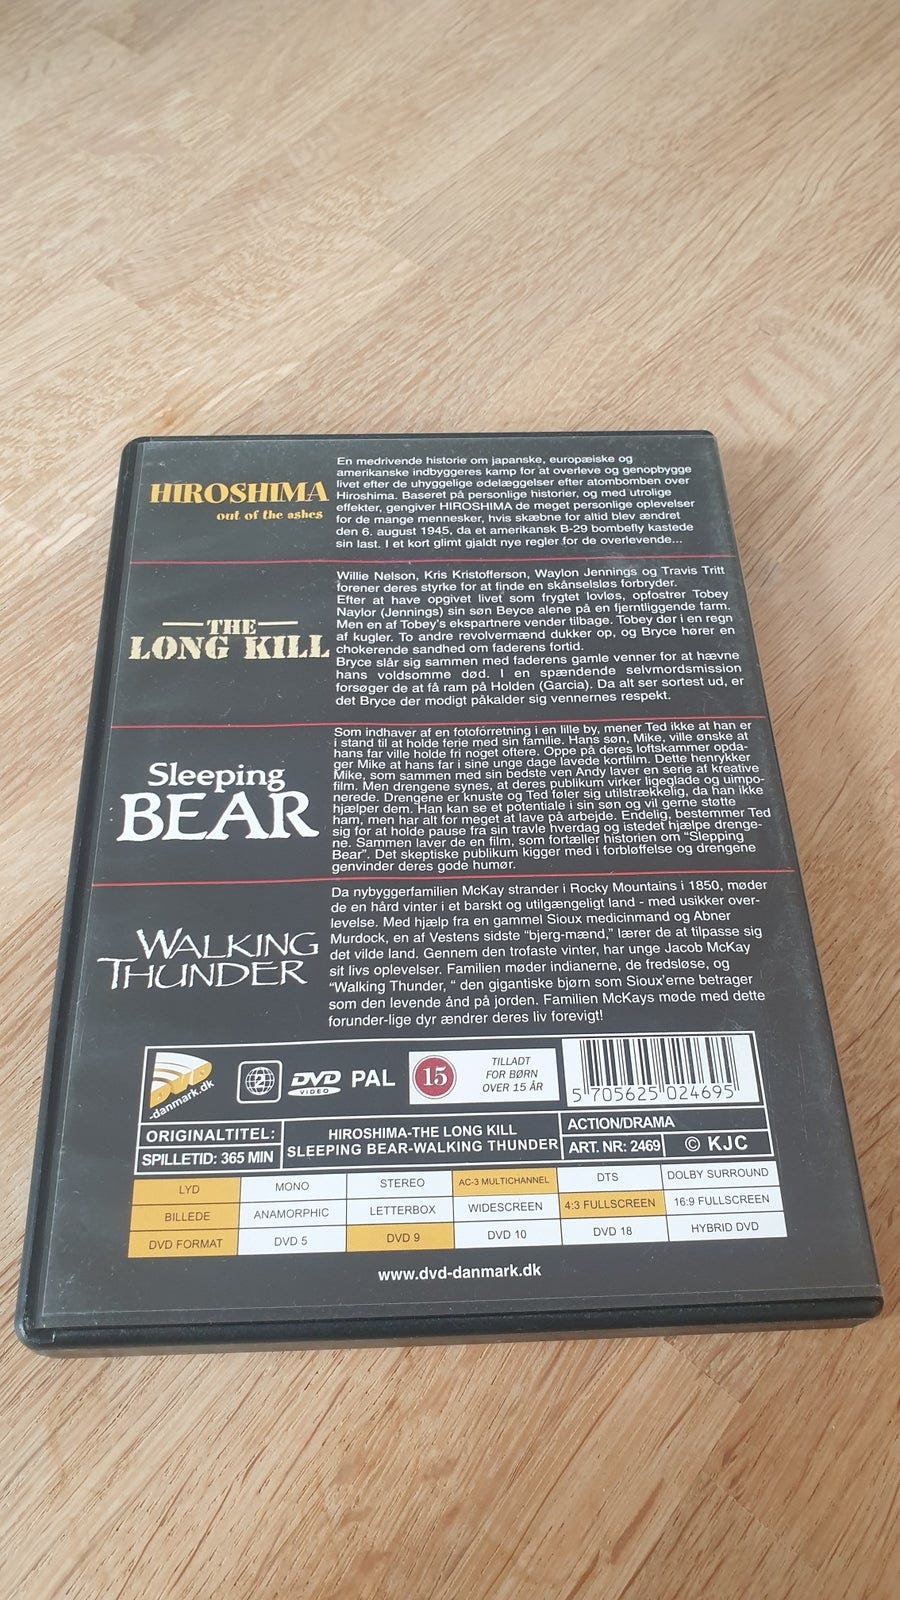 HIROSHIMA
out of the ashes
En medrivende historie om japanske, europæiske og
amerikanske indbyggeres kamp for at overleve og genopbygge
livet efter de uhyggelige ødelæggelser efter atombomben over
Hiroshima. Baseret på personlige historier, og med utrolige
effekter, gengiver HIROSHIMA de meget personlige oplevelser
for de mange mennesker, hvis skæbne for altid blev ændret
den 6. august 1945, da et amerikansk B-29 bombefly kastede
sin last. I et kort glimt gjaldt nye regler for de overlevende...
THE
LONG KILL
Willie Nelson, Kris Kristofferson, Waylon Jennings og Travis Tritt
forener deres styrke for at finde en skånselsløs forbryder.
Efter at have opgivet livet som frygtet lovløs, opfostrer Tobey
Naylor (Jennings) sin søn Beyce alene på en fjerntliggende farm.
Men en af Tobey's ekspartnere vender tilbage. Tobey dør i en regn
af kugler. To andre revolvermænd dukker op, og Bryce hører en
chokerende sandhed om faderens fortid.
Bryce slår sig sammen med faderens gamle venner for at hævne
hans voldsomme død. I en spændende selvmordsmission
forsøger de at få ram på Holden (Garcia). Da alt ser sortest ud, er
det Bryce der modigt påkalder sig vennernes respekt.
Sleeping
BEAR
Som indhaver af en fotoforretning i en lille by, mener Ted ikke at han er
i stand til at holde ferie med sin familie. Hans søn, Mike, ville ønske at
hans far ville holde fri noget oftere. Oppe på deres loftskammer opda-
ger Mike at hans far i sine unge dage lavede kortfilm. Dette henrykker
Mike, som sammen med sin bedste ven Andy laver en serie af kreative
film. Men drengene synes, at deres publikum virker ligeglade og uimpo-
nerede. Drengene er knuste og Ted føler sig utilstrækkelig, da han ikke
hjælper dem. Han kan se et potentiale i sin søn og vil gerne støtte
ham, men har alt for meget at lave på arbejde. Endelig, bestemmer Ted
sig for at holde pause fra sin travle hverdag og istedet hjælpe drenge-
ne. Sammen laver de en film, som fortæller historien om "Slepping
Bear". Det skeptiske publikum kigger med i forbløffelse og drengene
genvinder deres gode humør.
WALKING
THUNDER
Da nybyggerfamilien McKay strander i Rocky Mountains i 1850, møder
de en hård vinter i et barskt og utilgængeligt land - med usikker over-
levelse. Med hjælp fra en gammel Sioux medicinmand og Abner
Murdock, en af Vestens sidste "bjerg-mænd," lærer de at tilpasse sig
det vilde land. Gennem den trofaste vinter, har unge Jacob McKay
sit livs oplevelser. Familien møder indianerne, de fredsløse, og
"Walking Thunder, " den gigantiske bjørn som Sioux'erne betragter
som den levende ånd på jorden. Familien McKays møde med dette
forunder-lige dyr ændrer deres liv forevigt!
DVD
-danmark.dk
2
DVD
VIDEO
PAL
15
TILLADT
FOR BØRN
OVER 15 ÅR
5 705625 024695
ORIGINALTITEL:
SPILLETID: 365 MIN
HIROSHIMA-THE LONG KILL
SLEEPING BEAR-WALKING THUNDER
ACTION/DRAMA
ART. NR: 2469
© KJC
LYD MONO STEREO AC-3 MULTICHANNEL DTS DOLBY SURROUND
BILLEDE ANAMORPHIC LETTERBOX WIDESCREEN 4:3 FULLSCREEN 16:9 FULLSCREEN
DVD FORMAT DVD 5 DVD 9 DVD 10 DVD 18 HYBRID DVD
www.dvd-danmark.dk